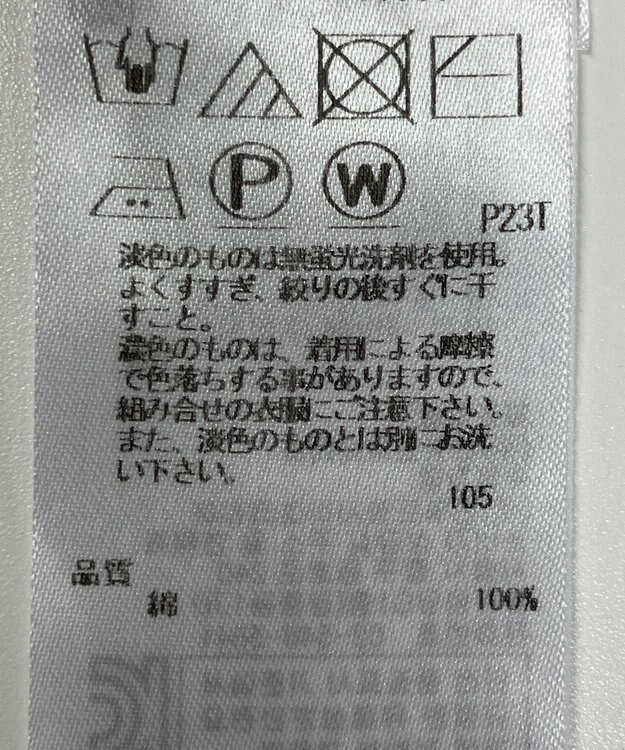 P W
P23T
淡色のものは無蛍光洗剤を使用。
よくすすぎ、絞りの後すぐに干
すこと。
濃色のものは、着用による摩擦
で色落ちする事がありますので、
組み合せの衣服にご注意下さい。
また、淡色のものとは別にお洗
い下さい。
105
品質
綿 100%